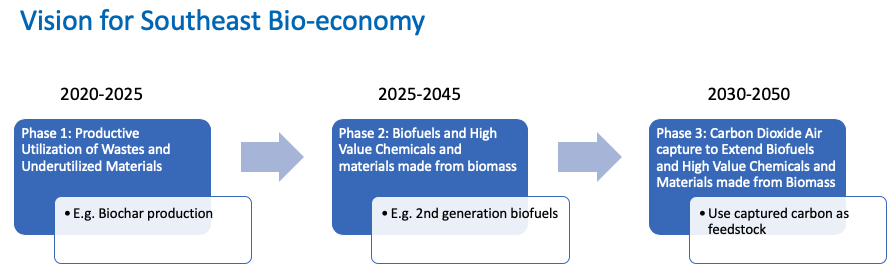 Vision for Southeast Bio-economy
2020-2025
2025-2045
2030-2050
Phase 1: Productive
Utilization of Wastes and
Underutilized Materials
• E.g. Biochar production
Phase 2: Biofuels and High
Value Chemicals and
materials made from biomass
• E.g. 2nd generation biofuels
Phase 3: Carbon Dioxide Air
capture to Extend Biofuels
and High Value Chemicals and
Materials made from Biomass
• Use captured carbon as
feedstock